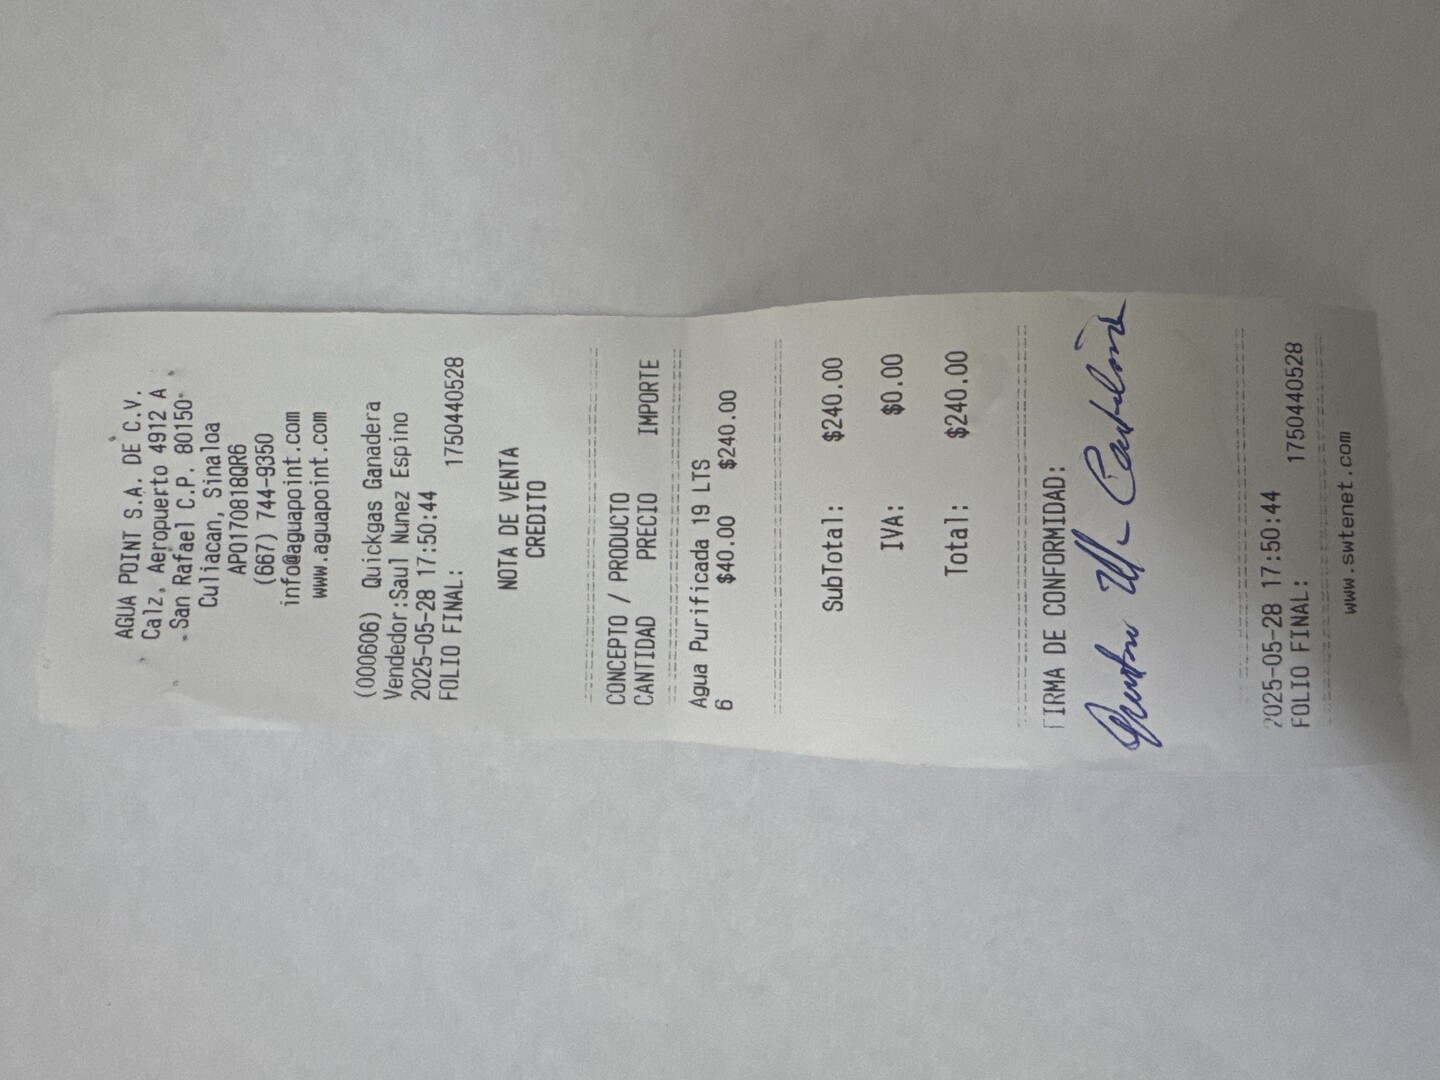 AGUA POINT S.A. DE C.V.
Calz, Aeropuerto 4912 A
San Rafael C.P. 80150
Culiacan, Sinaloa
APO170818QR6
(667) 744-9350
info@aguapoint.com
www.aguapoint.com
(000606) Quickgas Ganadera
Vendedor:Saul Nunez Espino
2025-05-28 17:50:44
FOLIO FINAL: 1750440528
NOTA DE VENTA
CREDITO
CONCEPTO / PRODUCTO
CANTIDAD PRECIO IMPORTE
Agua Purificada 19 LTS
6 $40.00 $240.00
SubTotal: $240.00
IVA: $0.00
Total: $240.00
FIRMA DE CONFORMIDAD:
2025-05-28 17:50:44
FOLIO FINAL: 1750440528
www.swtenet.com